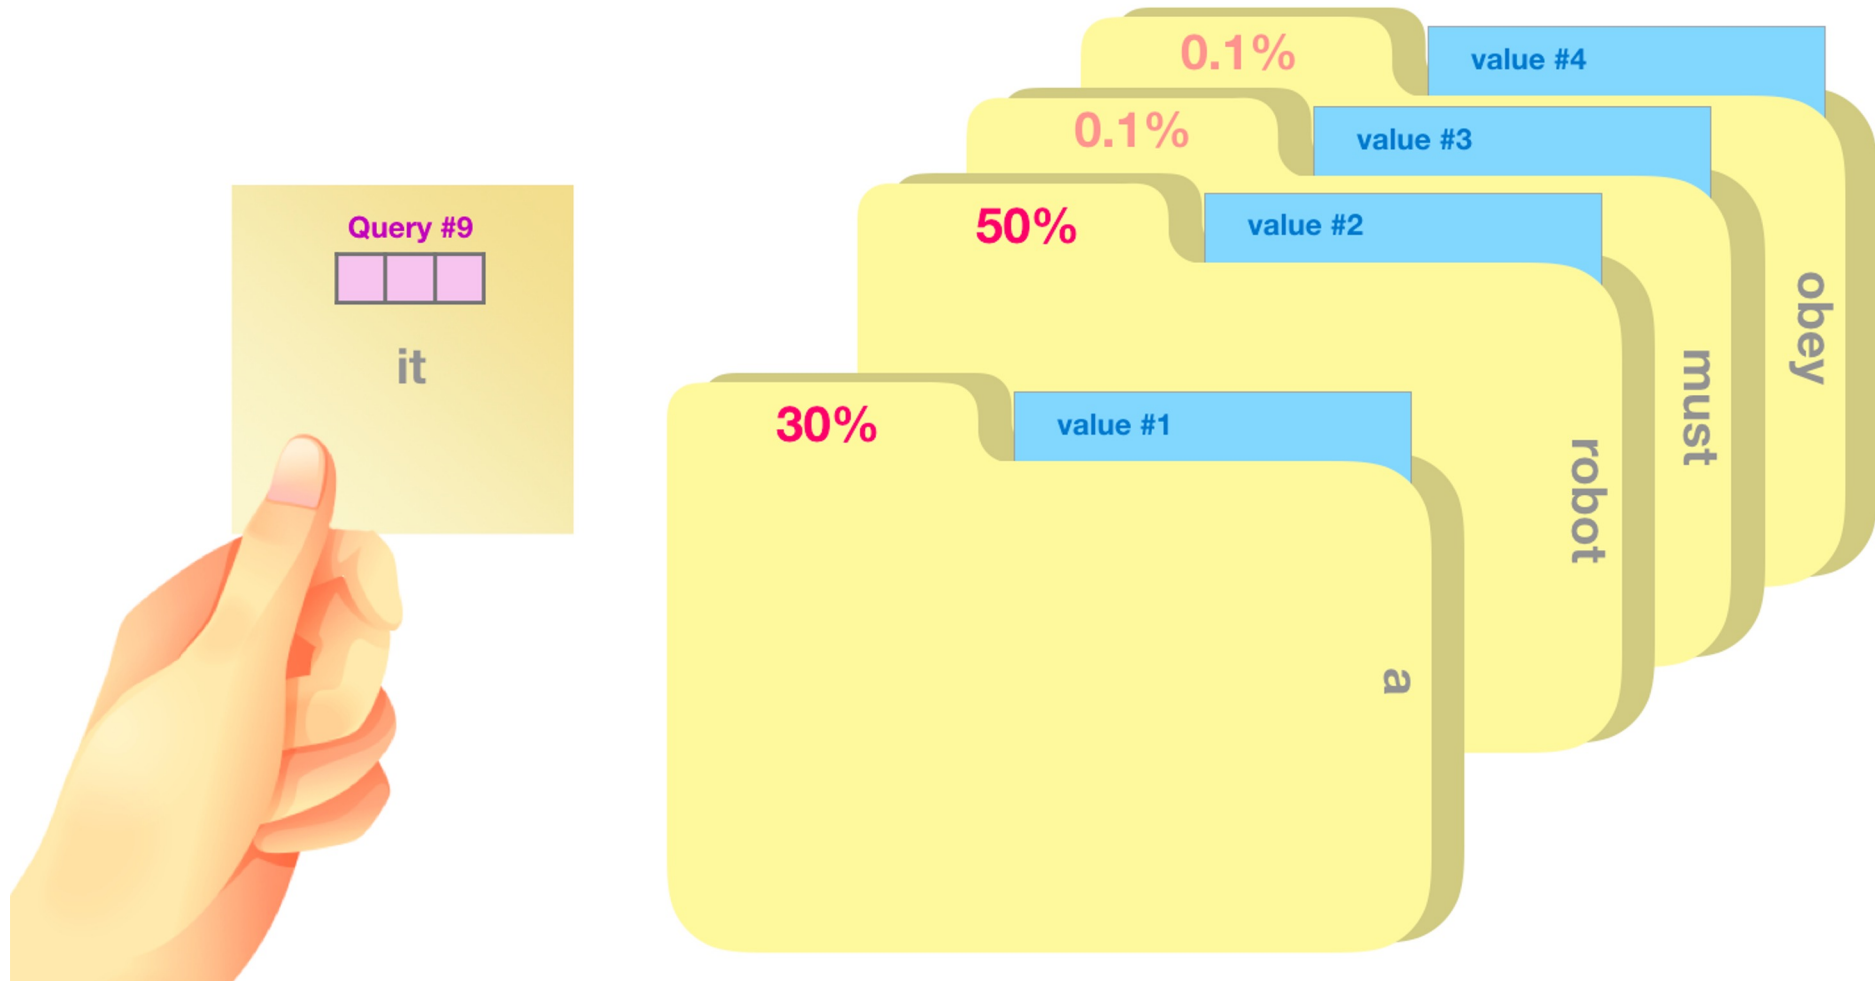 Query #9
it
30%
value #1
a
50%
value #2
robot
0.1%
value #3
must
0.1%
value #4
obey